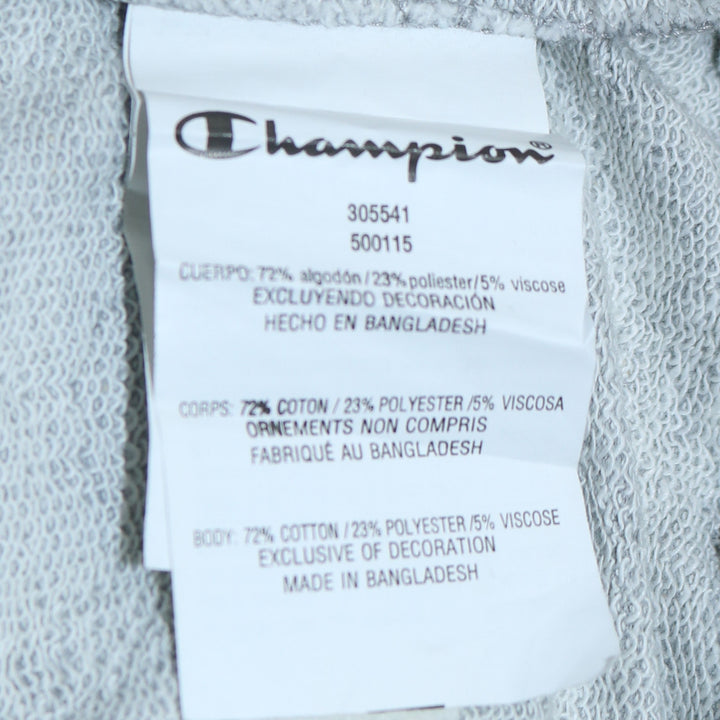 Champion®
305541
500115
CUERPO: 72% algodón/23% poliester/5% viscose
EXCLUYENDO DECORACIÓN
HECHO EN BANGLADESH
CORPS: 72% COTON / 23% POLYESTER /5% VISCOSA
ORNEMENTS NON COMPRIS
FABRIQUÉ AU BANGLADESH
BODY: 72% COTTON / 23% POLYESTER/5% VISCOSE
EXCLUSIVE OF DECORATION
MADE IN BANGLADESH